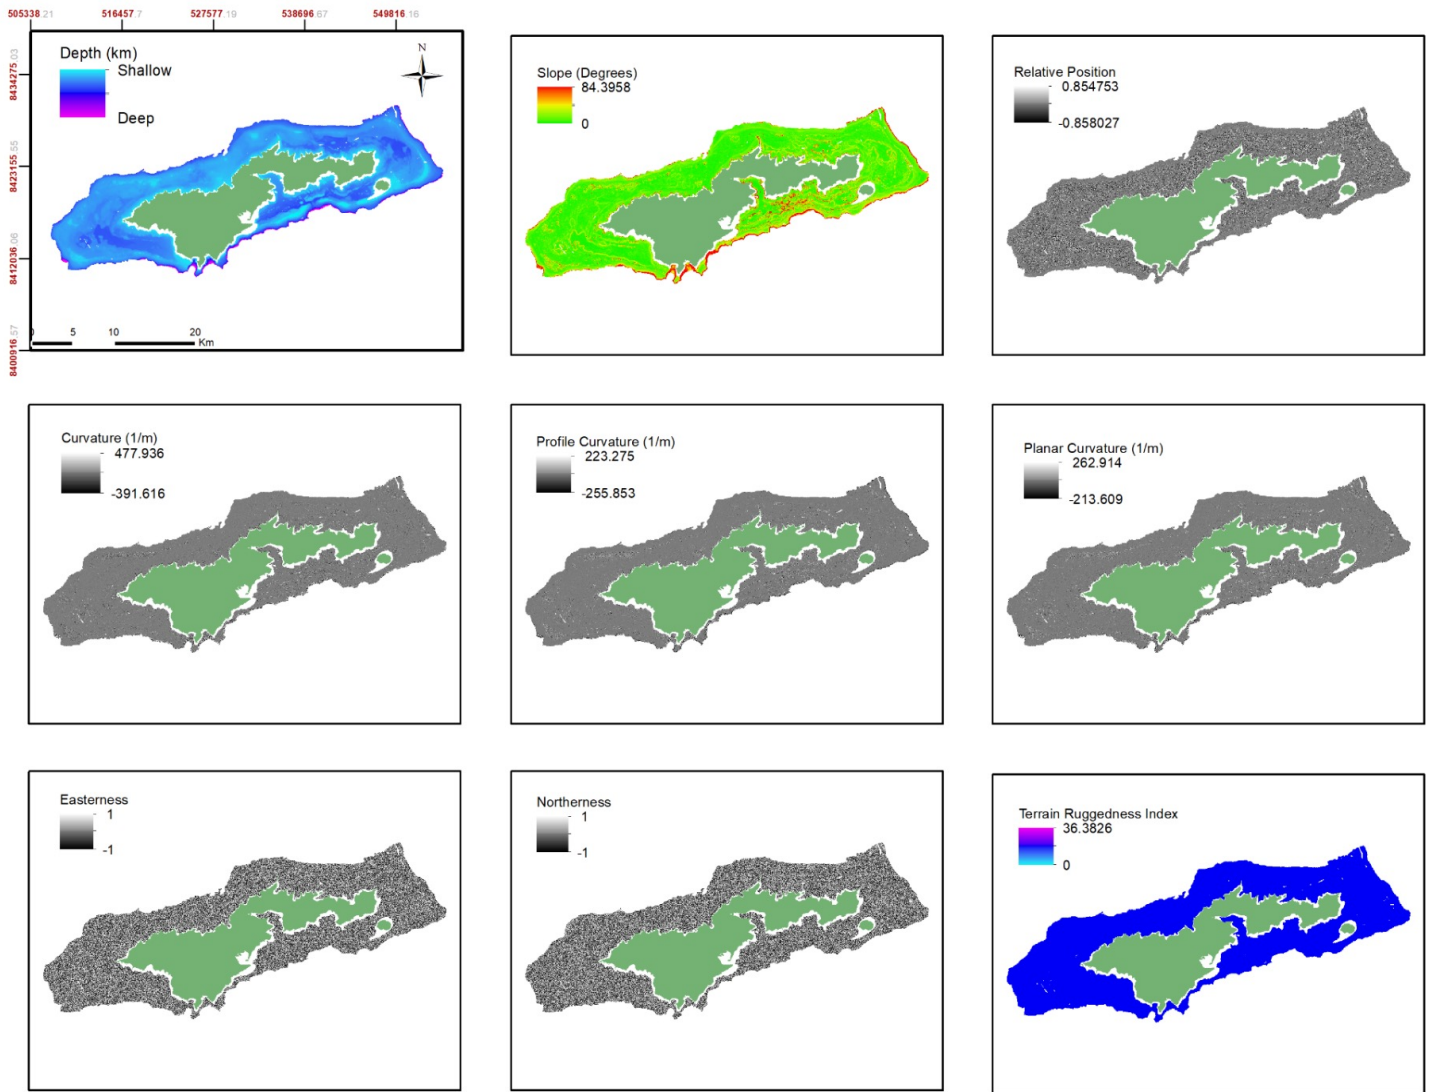 505338.21 516457.7 527577.19 538696.67 549816.16
8434275.03
8423155.55
8412036.06
8400916.57
Depth (km)
Shallow
Deep
N
0 5 10 20
Km
Slope (Degrees)
84.3958
0
Relative Position
0.854753
-0.858027
Curvature (1/m)
477.936
-391.616
Profile Curvature (1/m)
223.275
-255.853
Planar Curvature (1/m)
262.914
-213.609
Easterness
1
-1
Northerness
1
-1
Terrain Ruggedness Index
36.3826
0